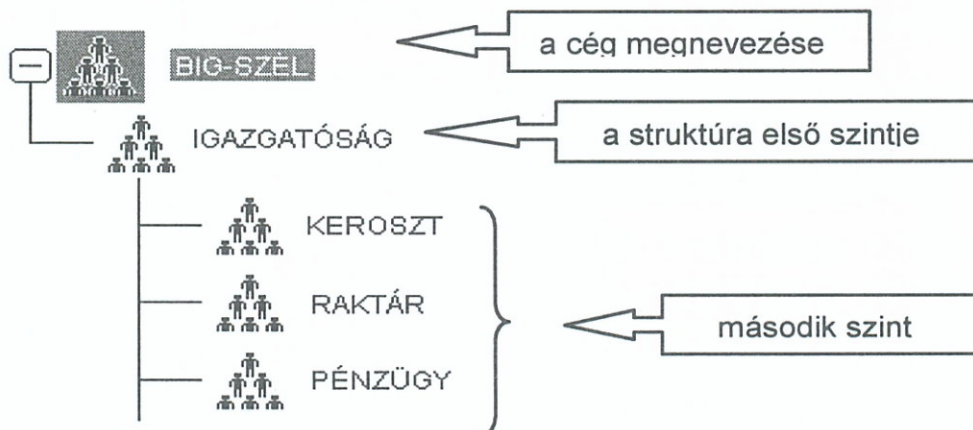 BIG-SZÉL
a cég megnevezése
IGAZGATÓSÁG
a struktúra első szintje
KEROSZT
RAKTÁR
második szint
PÉNZÜGY